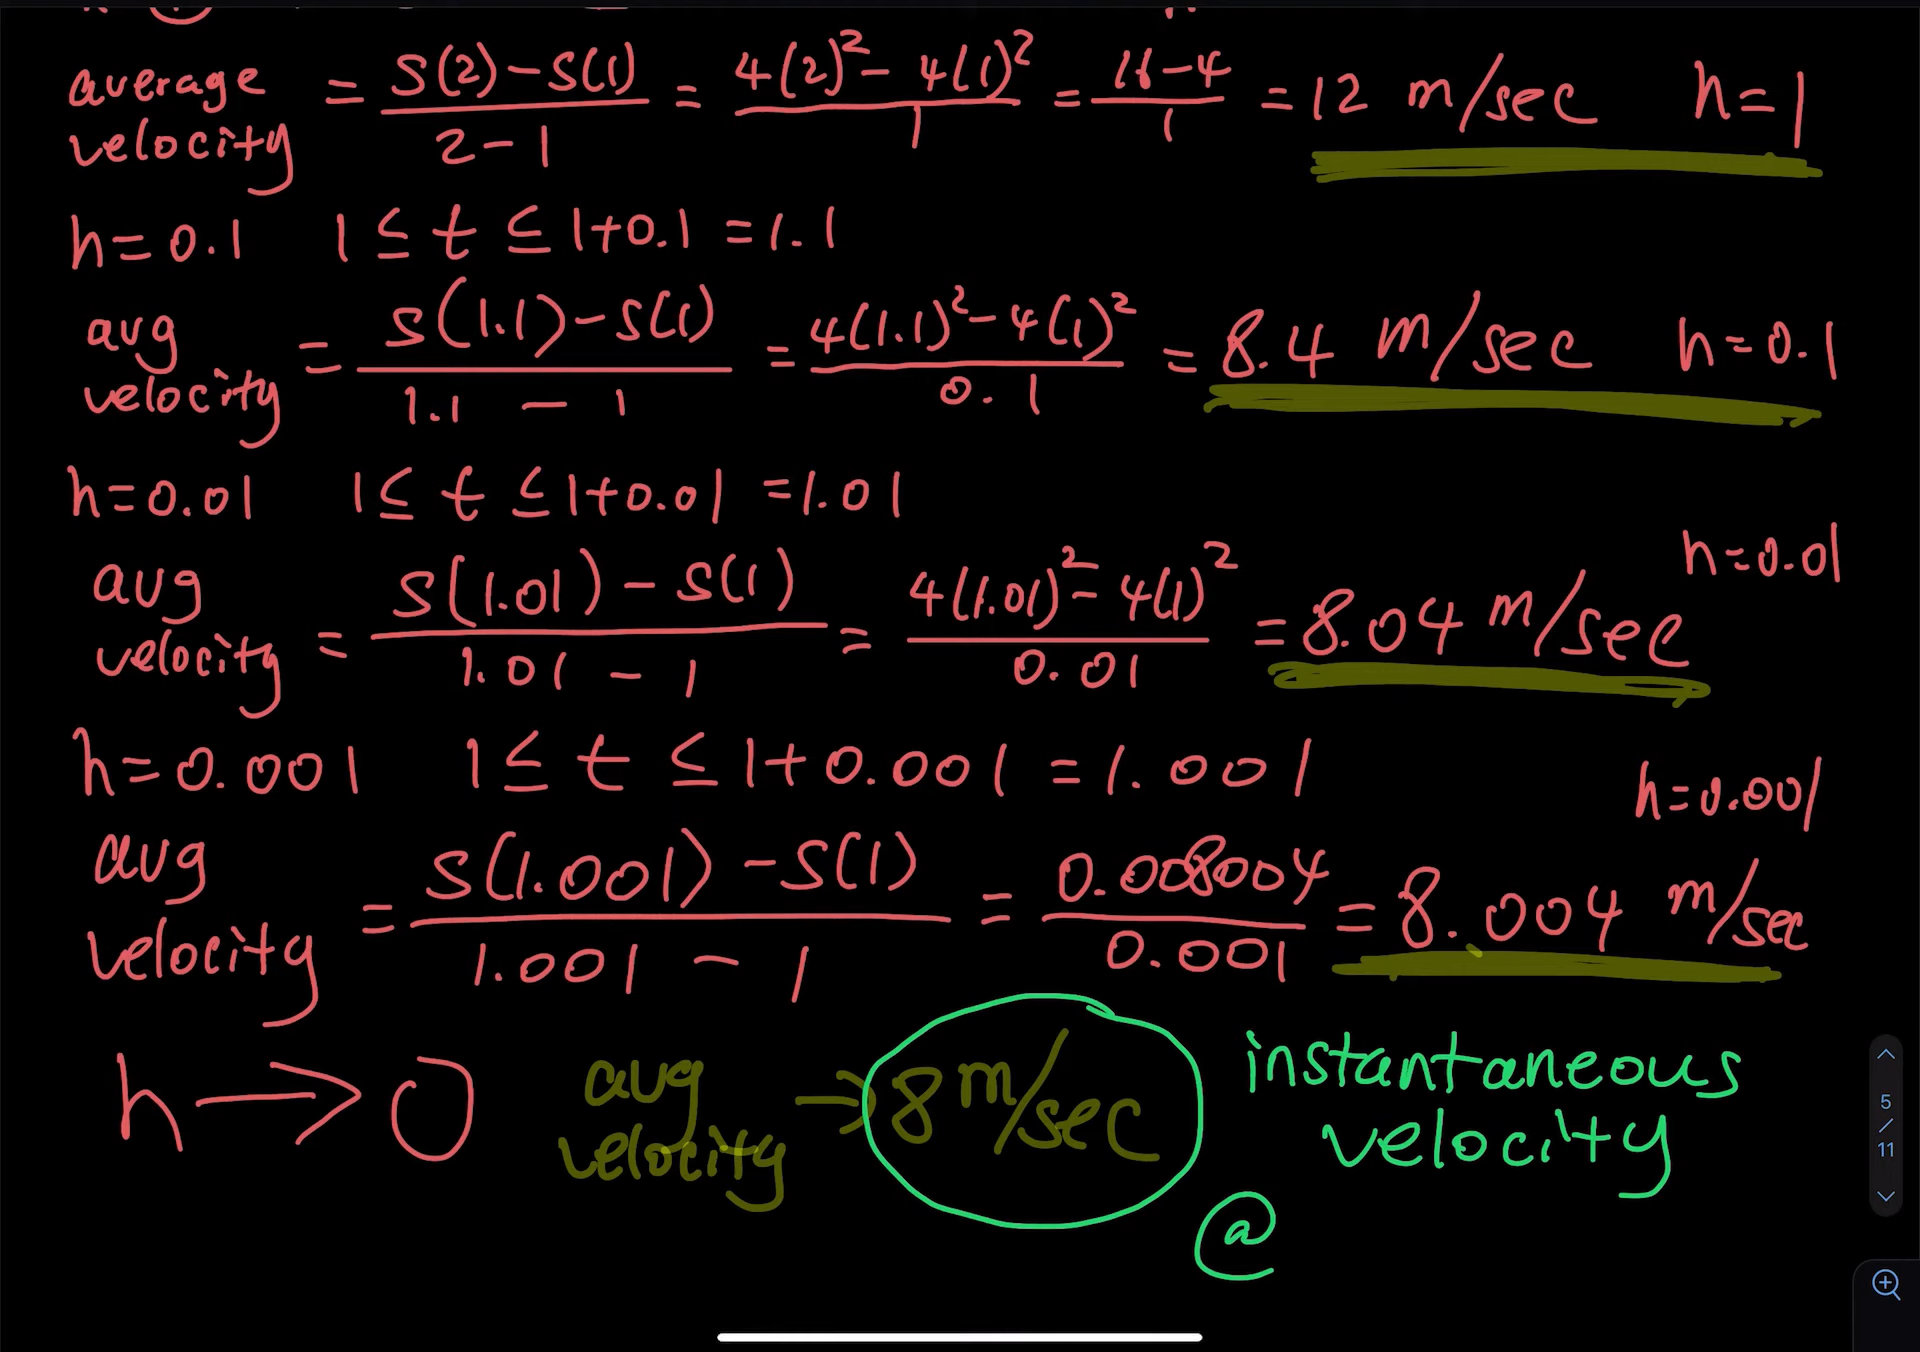 average velocity = S(2)-S(1) / 2-1 = 4(2)²-4(1)² / 1 = 16-4 / 1 = 12 m/sec h=1
h=0.1 1 ≤ t ≤ 1+0.1 = 1.1
avg velocity = S(1.1)-S(1) / 1.1 - 1 = 4(1.1)²-4(1)² / 0.1 = 8.4 m/sec h=0.1
h=0.01 1 ≤ t ≤ 1+0.01 = 1.01
h=0.01
avg velocity = S(1.01)-S(1) / 1.01 - 1 = 4(1.01)²-4(1)² / 0.01 = 8.04 m/sec
h=0.001 1 ≤ t ≤ 1+0.001 = 1.001
h=0.001
avg velocity = S(1.001)-S(1) / 1.001 - 1 = 0.008004 / 0.001 = 8.004 m/sec
h → 0 avg velocity → 8 m/sec instantaneous velocity
@
5 / 11